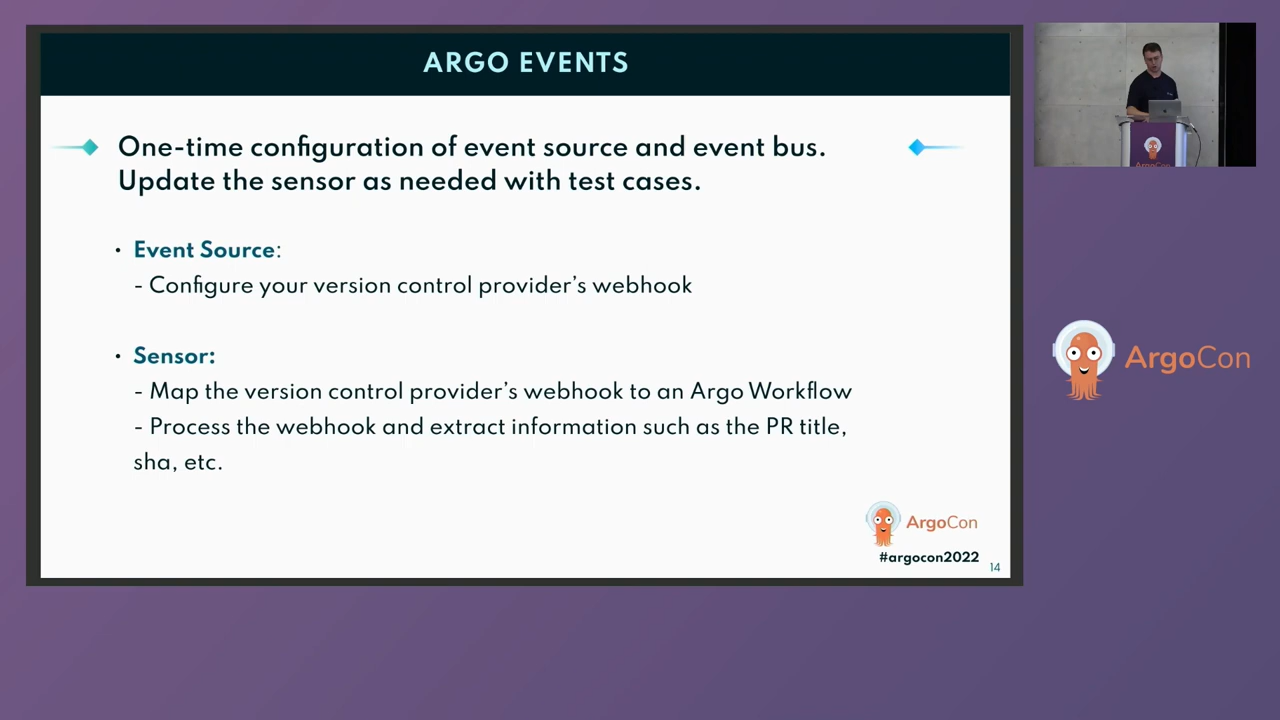 ARGO EVENTS
One-time configuration of event source and event bus.
Update the sensor as needed with test cases.
• Event Source:
- Configure your version control provider’s webhook
• Sensor:
- Map the version control provider’s webhook to an Argo Workflow
- Process the webhook and extract information such as the PR title,
sha, etc.
ArgoCon
#argocon2022
14
ArgoCon
ArgoCon